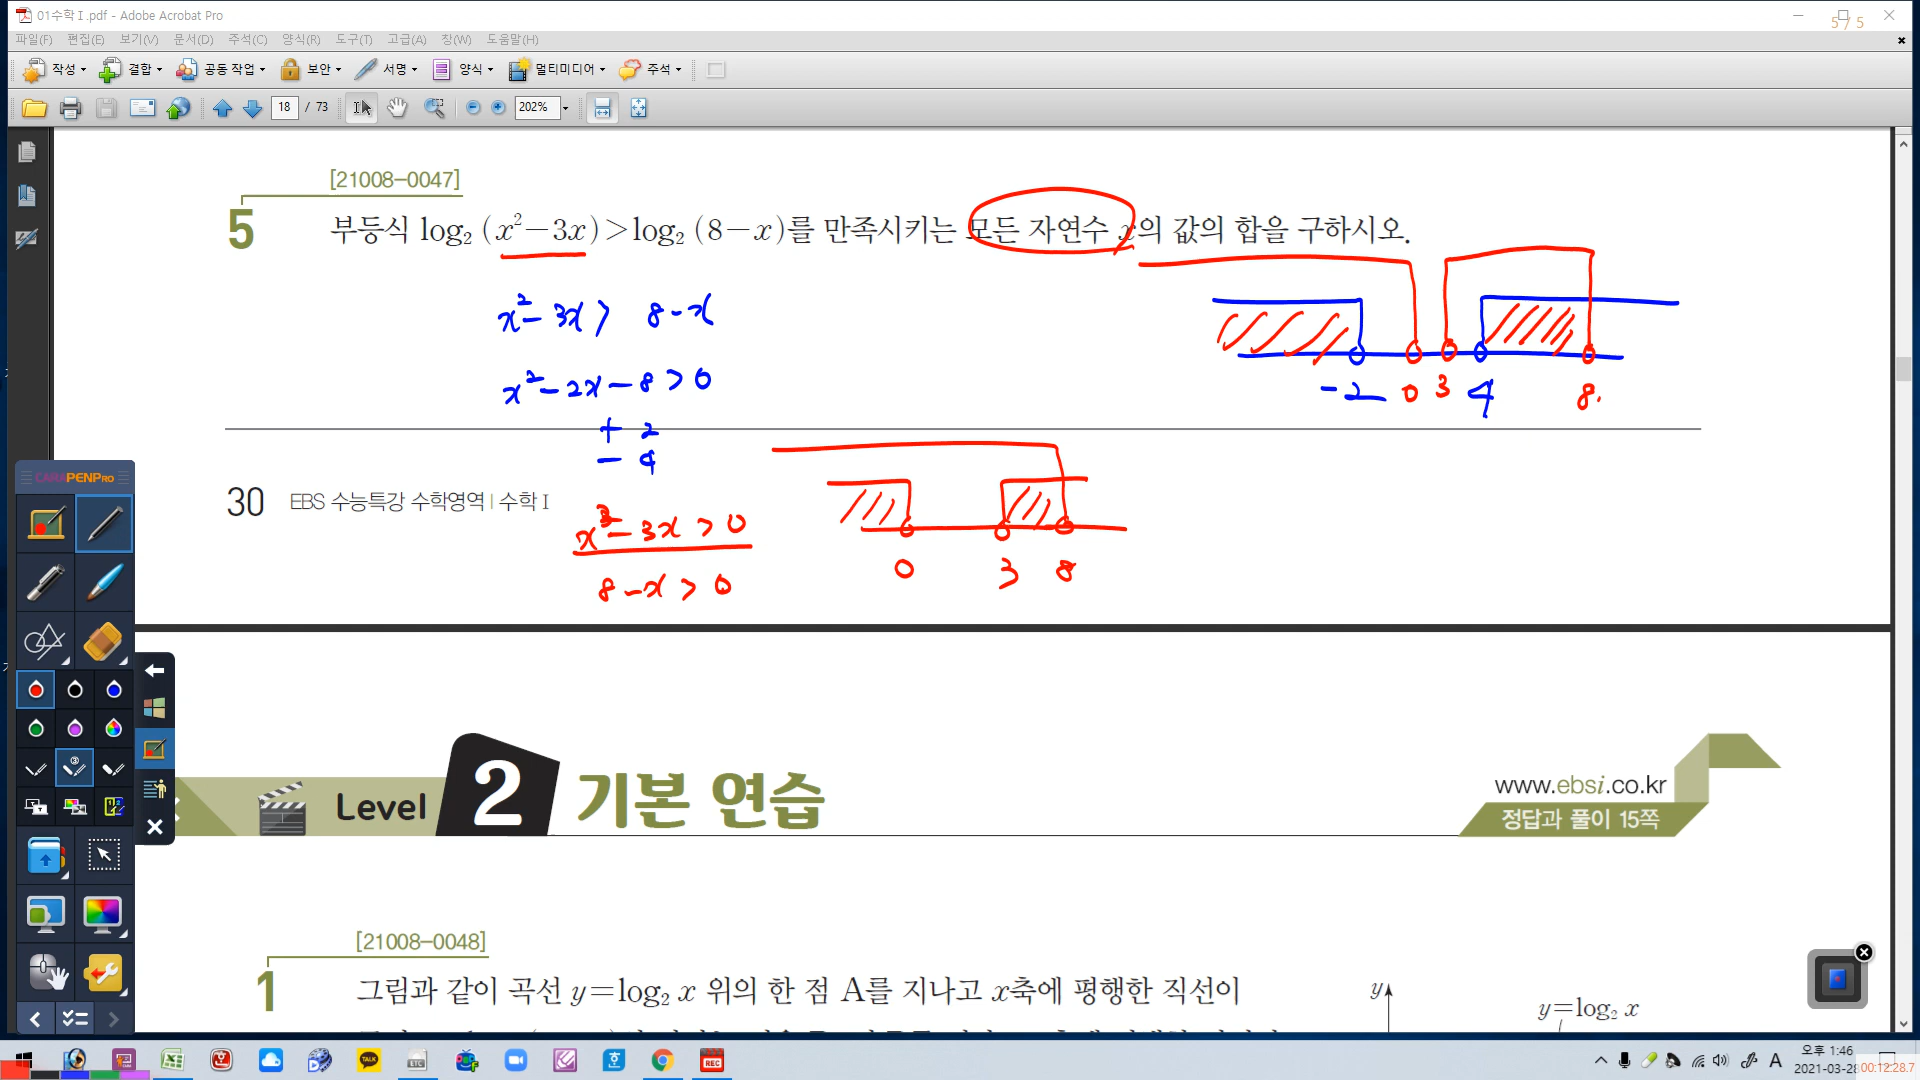 01수학 I.pdf - Adobe Acrobat Pro
5/5
파일(F) 편집(E) 보기(V) 문서(D) 주석(C) 양식(R) 도구(T) 고급(A) 창(W) 도움말(H)
작성 결합 공동 작업 보안 서명 양식 멀티미디어 주석
18 / 73 202%
[21008-0047]
5 부등식 log₂ (x²-3x)>log₂ (8-x)를 만족시키는 모든 자연수 x의 값의 합을 구하시오.
x²-3x> 8-x
x²-2x-8>0
+ 2
- 4
-2 0 3 4 8.
30 EBS 수능특강 수학영역 | 수학 I
x²-3x>0
8-x>0
0 3 8
CARAPENPRO
Level 2 기본 연습
www.ebsi.co.kr
정답과 풀이 15쪽
[21008-0048]
1 그림과 같이 곡선 y=log₂ x 위의 한 점 A를 지나고 x축에 평행한 직선이
y
y=log₂ x
TALK
ETC
REC
A
오후 1:46
2021-03-28
00:12:28.7